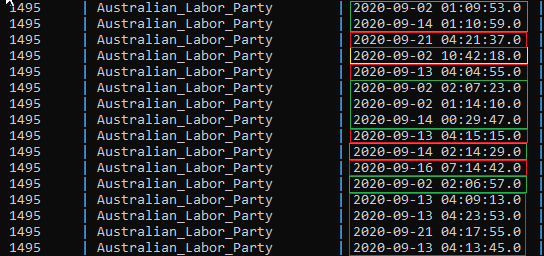 1495 | Australian_Labor_Party | 2020-09-02 01:09:53.0 |
1495 | Australian_Labor_Party | 2020-09-14 01:10:59.0 |
1495 | Australian_Labor_Party | 2020-09-21 04:21:37.0 |
1495 | Australian_Labor_Party | 2020-09-02 10:42:18.0 |
1495 | Australian_Labor_Party | 2020-09-13 04:04:55.0 |
1495 | Australian_Labor_Party | 2020-09-02 02:07:23.0 |
1495 | Australian_Labor_Party | 2020-09-02 01:14:10.0 |
1495 | Australian_Labor_Party | 2020-09-14 00:29:47.0 |
1495 | Australian_Labor_Party | 2020-09-13 04:15:15.0 |
1495 | Australian_Labor_Party | 2020-09-14 02:14:29.0 |
1495 | Australian_Labor_Party | 2020-09-16 07:14:42.0 |
1495 | Australian_Labor_Party | 2020-09-02 02:06:57.0 |
1495 | Australian_Labor_Party | 2020-09-13 04:09:13.0 |
1495 | Australian_Labor_Party | 2020-09-13 04:23:53.0 |
1495 | Australian_Labor_Party | 2020-09-21 04:17:55.0 |
1495 | Australian_Labor_Party | 2020-09-13 04:13:45.0 |